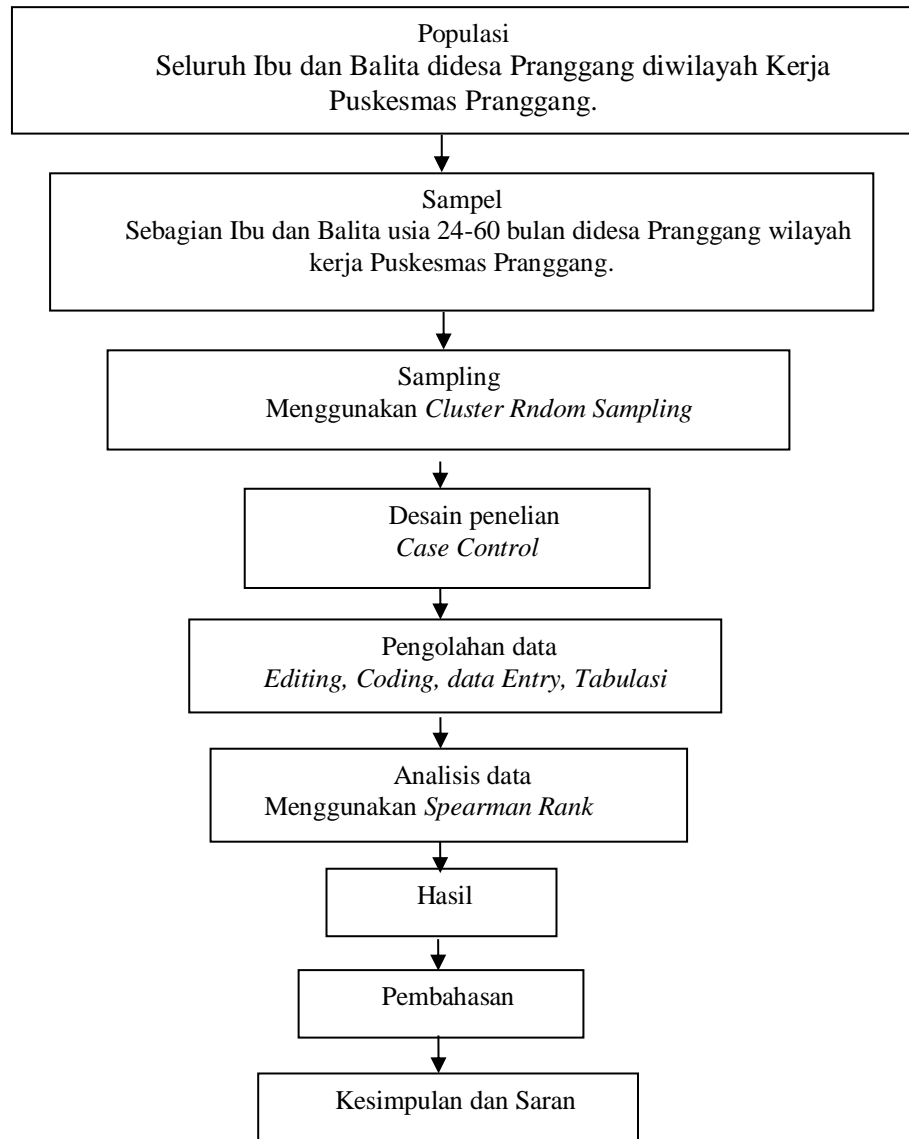 Populasi
Seluruh Ibu dan Balita didesa Pranggang diwilayah Kerja
Puskesmas Pranggang.
Sampel
Sebagian Ibu dan Balita usia 24-60 bulan didesa Pranggang wilayah
kerja Puskesmas Pranggang.
Sampling
Menggunakan Cluster Rndom Sampling
Desain penelian
Case Control
Pengolahan data
Editing, Coding, data Entry, Tabulasi
Analisis data
Menggunakan Spearman Rank
Hasil
Pembahasan
Kesimpulan dan Saran